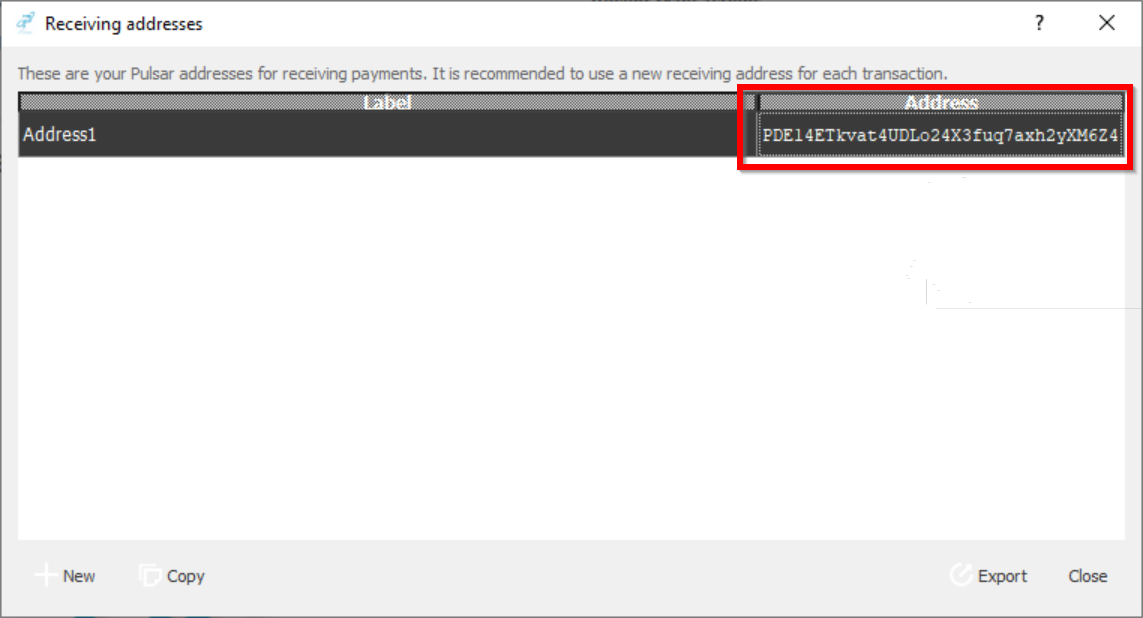 Receiving addresses
These are your Pulsar addresses for receiving payments. It is recommended to use a new receiving address for each transaction.
Label Address
Address1 PDEl4ETkvat4UDLo24X3fuq7axh2yXM6Z4
New Copy Export Close